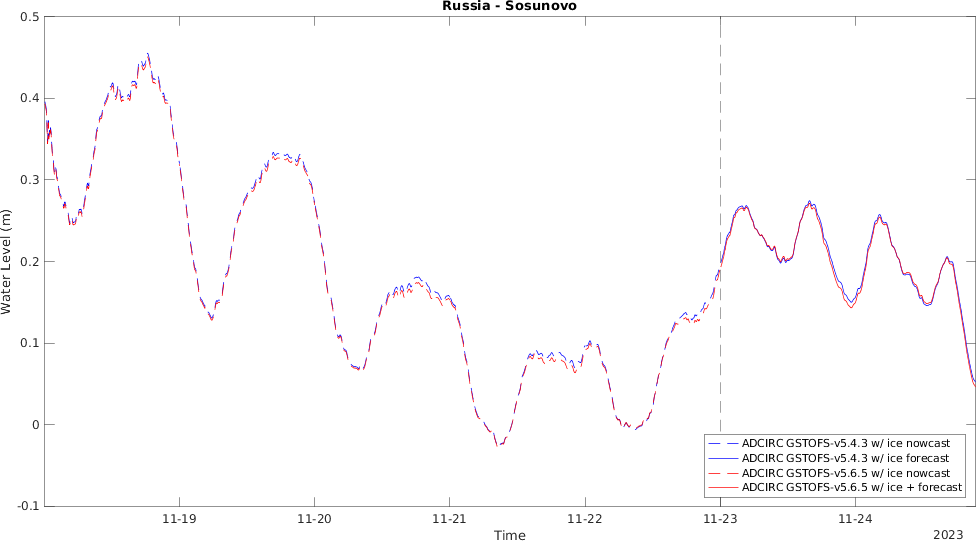 Russia - Sosunovo
0.5
0.4
0.3
0.2
0.1
0
-0.1
Water Level (m)
11-19
11-20
11-21
11-22
11-23
11-24
Time
2023
ADCIRC GSTOFS-v5.4.3 w/ ice nowcast
ADCIRC GSTOFS-v5.4.3 w/ ice forecast
ADCIRC GSTOFS-v5.6.5 w/ ice nowcast
ADCIRC GSTOFS-v5.6.5 w/ ice + forecast